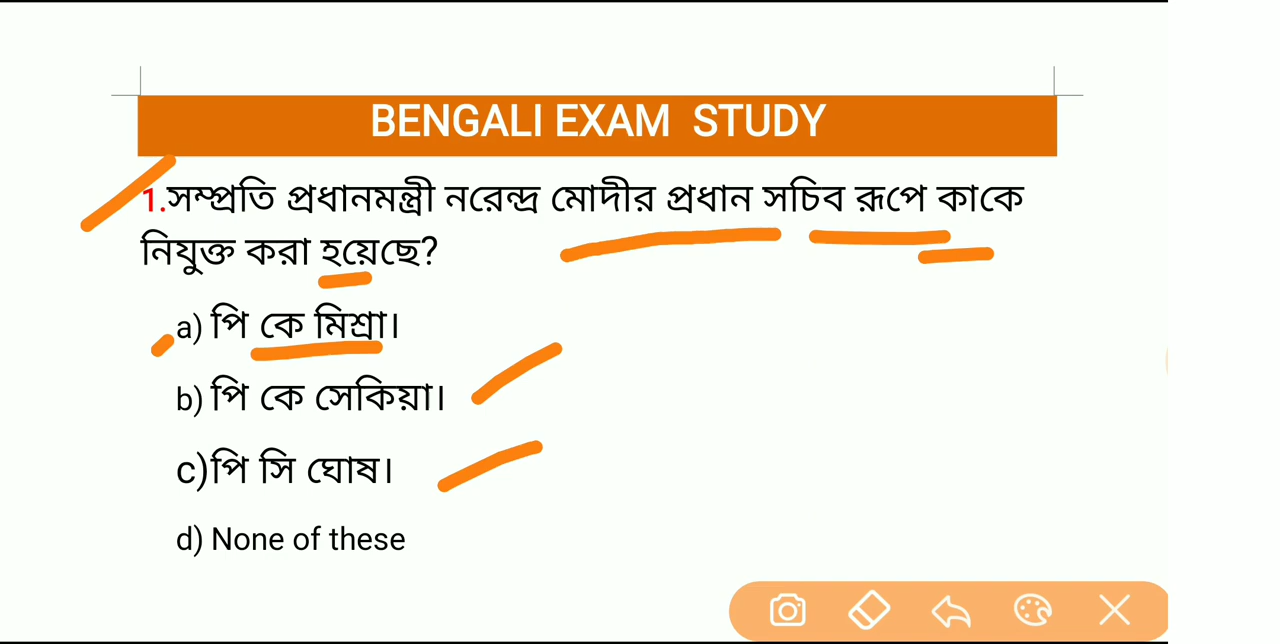 BENGALI EXAM STUDY
1.সম্প্রতি প্রধানমন্ত্রী নরেন্দ্র মোদীর প্রধান সচিব রূপে কাকে
নিযুক্ত করা হয়েছে?
a) পি কে মিশ্রা।
b) পি কে সেকিয়া।
c)পি সি ঘোষ।
d) None of these